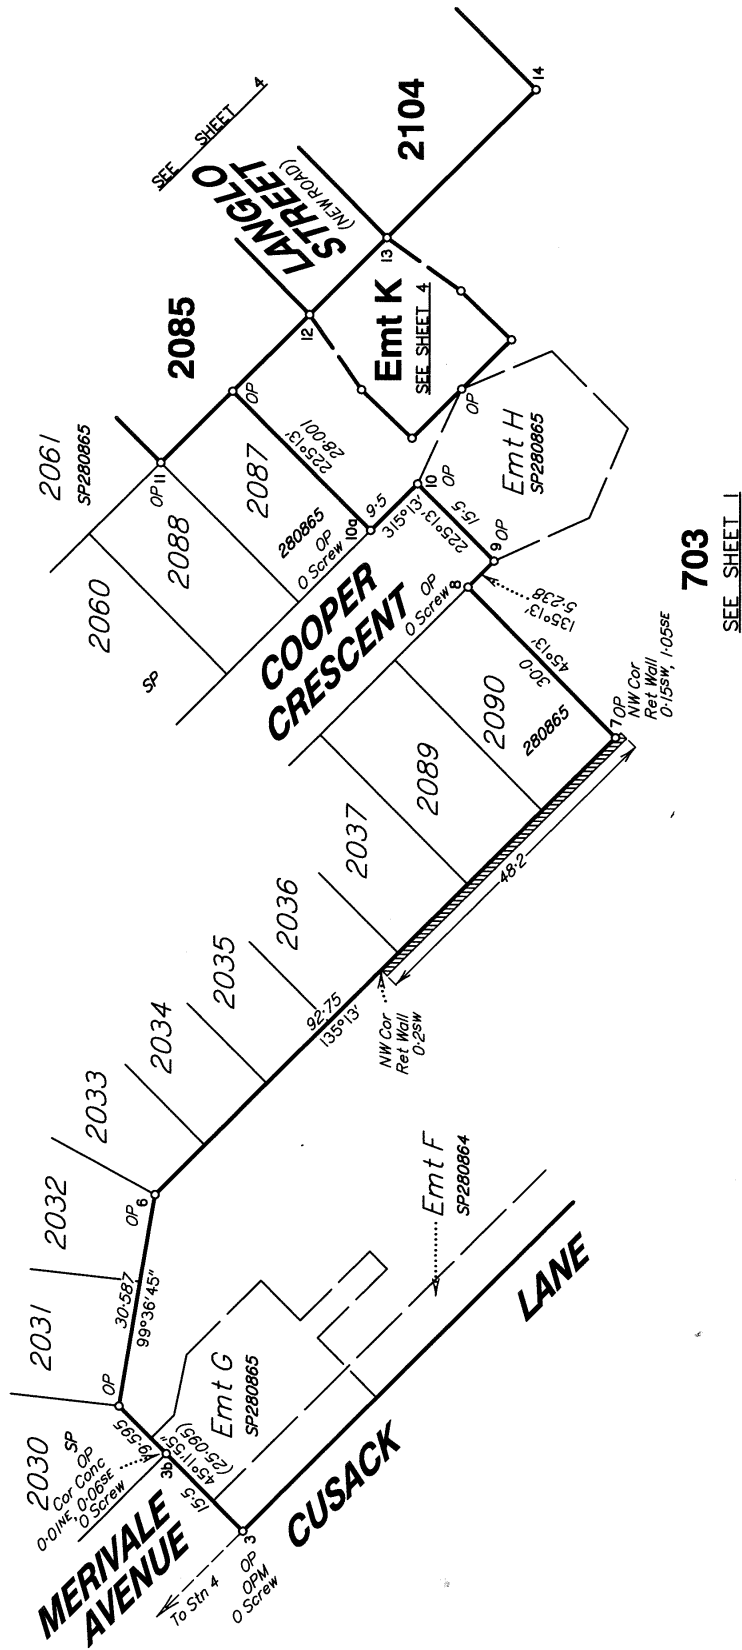 SEE SHEET 4
2104
14
LANGLO
STREET
(NEW ROAD)
13
Emt K
SEE SHEET 4
12
2085
OP
OP
2061
SP280865
OP 11
2087
225°13'
28·001
2088
280865
OP
O Screw
10a
9·5
315°13'
10
OP
Emt H
SP280865
225°13'
15·5
9 OP
2060
SP
COOPER
CRESCENT
OP
O Screw
8
135°13'
5·238
703
SEE SHEET 1
45°13'
30·0
2090
280865
7 OP
NW Cor
Ret Wall
0·15SW, 1·05SE
2089
48·2
2037
2036
2035
92·75
135°13'
NW Cor
Ret Wall
0·2SW
2034
2033
OP 6
2032
30·587
99°36'45"
2031
OP
Emt F
SP280864
Emt G
SP280865
2030
SP
OP
Cor Conc
0·01NE, 0·06SE
O Screw
3b
(9·595
45°11'55"
(25·095)
15·5
MERIVALE
AVENUE
CUSACK
LANE
3
OP
OPM
O Screw
To Stn 4